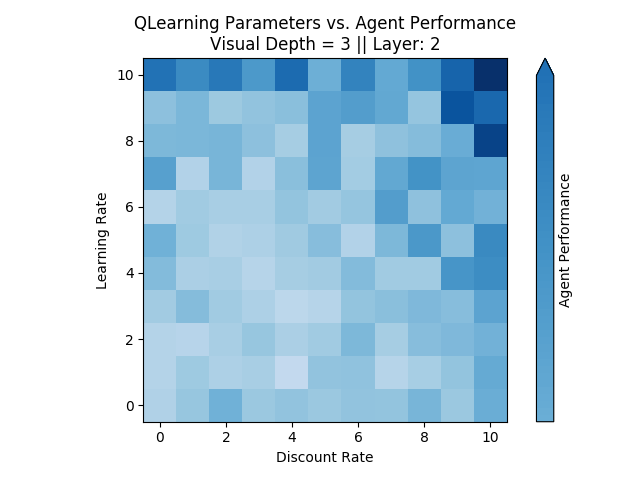 QLearning Parameters vs. Agent Performance
Visual Depth = 3 || Layer: 2
10
8
6
4
2
0
Learning Rate
0 2 4 6 8 10
Discount Rate
Agent Performance